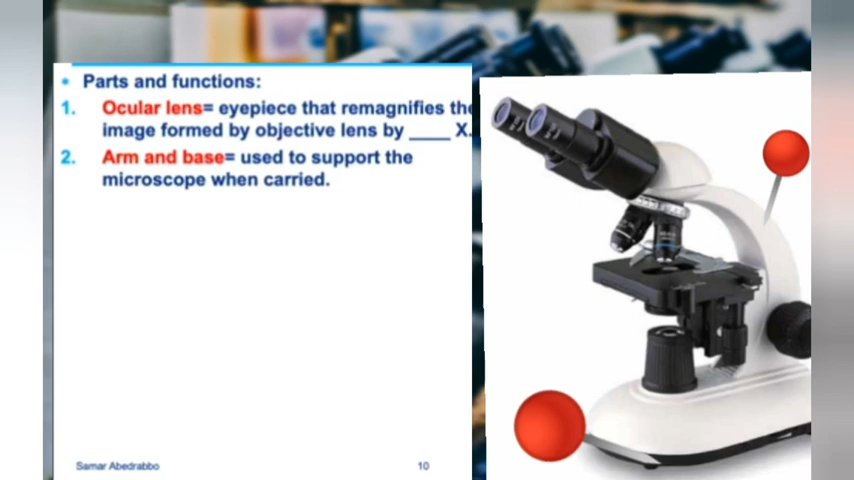 • Parts and functions:
1. Ocular lens= eyepiece that remagnifies the
image formed by objective lens by ____ X.
2. Arm and base= used to support the
microscope when carried.
Samar Abedrabbo
10